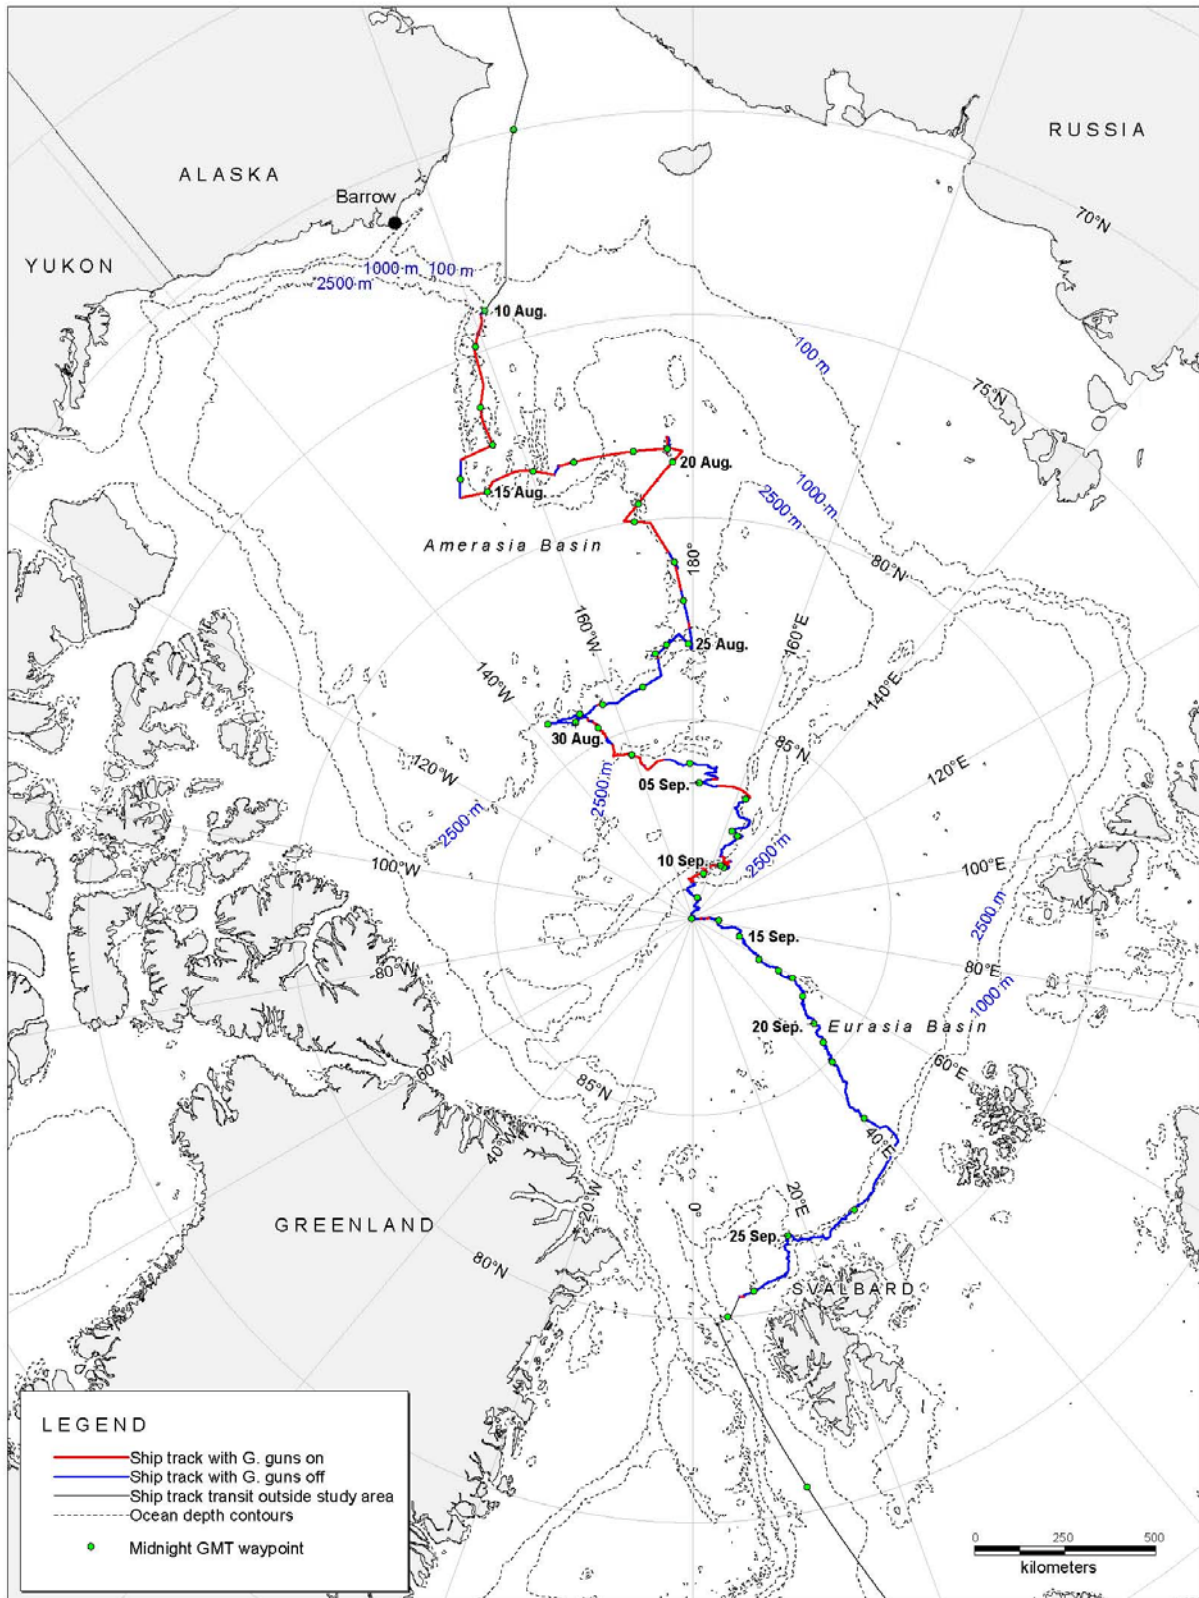 RUSSIA
ALASKA
Barrow
70°N
YUKON
1000 m
100 m
2500 m
10 Aug.
100 m
75°N
20 Aug.
15 Aug.
1000 m
2500 m
Amerasia Basin
180°
80°N
160°W
160°E
25 Aug.
140°W
140°E
30 Aug.
85°N
120°W
120°E
2500 m
05 Sep.
2500 m
10 Sep.
2500 m
100°W
100°E
2500 m
15 Sep.
80°W
80°E
1000 m
20 Sep.
Eurasia Basin
60°W
60°E
85°N
40°W
40°E
20°W
0°
20°E
GREENLAND
25 Sep.
80°N
SVALBARD
LEGEND
Ship track with G. guns on
Ship track with G. guns off
Ship track transit outside study area
Ocean depth contours
Midnight GMT waypoint
0 250 500
kilometers